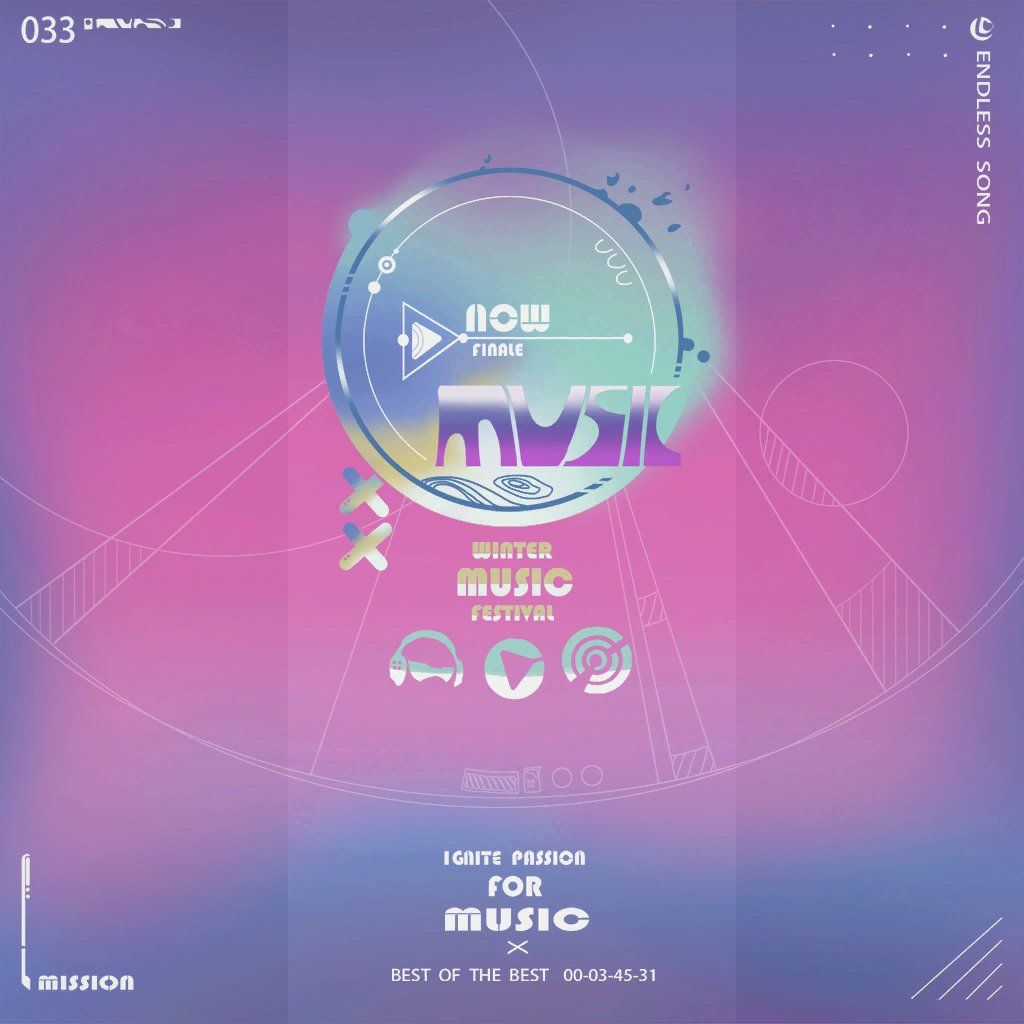 033
ENDLESS SONG
NOW
FINALE
MUSIC
WINTER
MUSIC
FESTIVAL
IGNITE PASSION
FOR
MUSIC
BEST OF THE BEST 00-03-45-31
MISSION